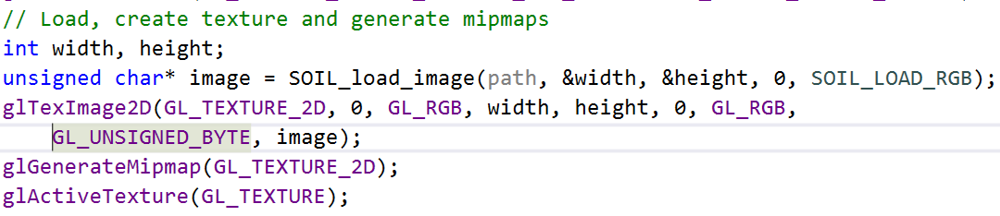 // Load, create texture and generate mipmaps
int width, height;
unsigned char* image = SOIL_load_image(path, &width, &height, 0, SOIL_LOAD_RGB);
glTexImage2D(GL_TEXTURE_2D, 0, GL_RGB, width, height, 0, GL_RGB,
    GL_UNSIGNED_BYTE, image);
glGenerateMipmap(GL_TEXTURE_2D);
glActiveTexture(GL_TEXTURE);